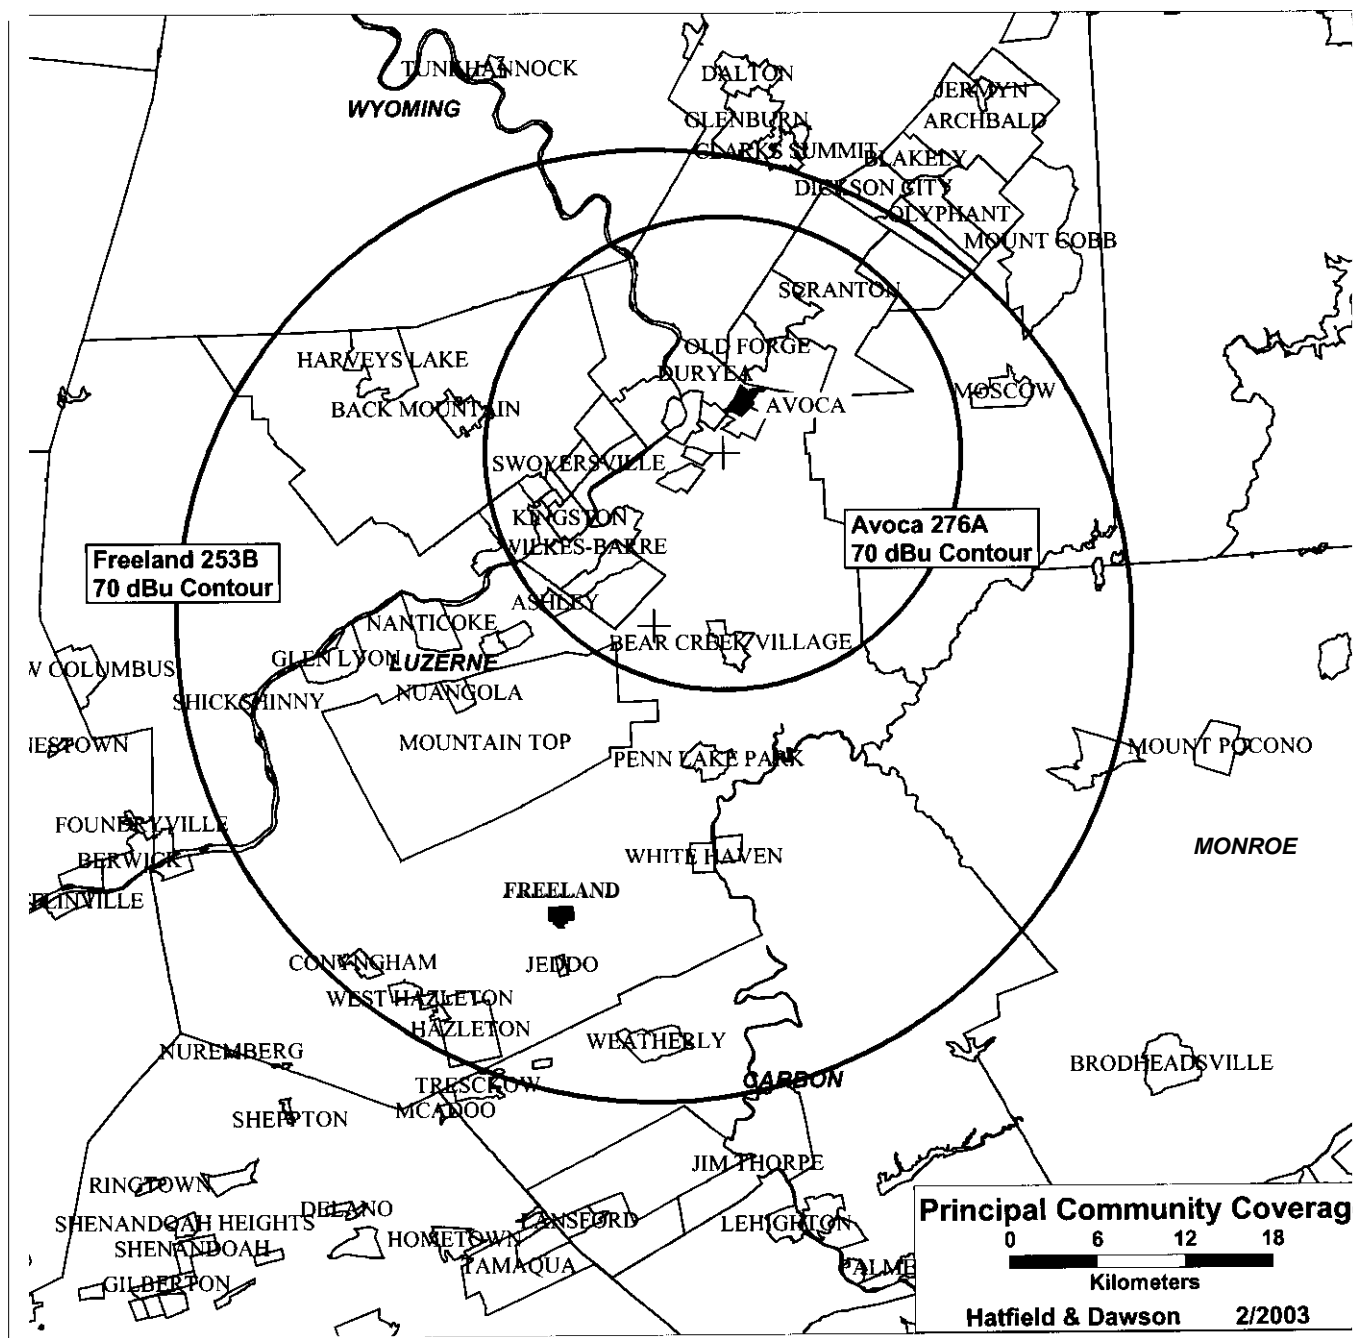 TUNKHANNOCK
DALTON
WYOMING
JERMYN
GLENBURN
ARCHBALD
CLARKS SUMMIT
BLAKELY
DICKSON CITY
OLYPHANT
MOUNT COBB
SCRANTON
OLD FORGE
HARVEYS LAKE
DURYEA
MOSCOW
BACK MOUNTAIN
AVOCA
SWOYERSVILLE
KINGSTON
Avoca 276A
70 dBu Contour
WILKES-BARRE
Freeland 253B
70 dBu Contour
ASHLEY
NANTICOKE
BEAR CREEK VILLAGE
GLEN LYON
LUZERNE
W COLUMBUS
NUANGOLA
SHICKSHINNY
MOUNTAIN TOP
NESTOWN
MOUNT POCONO
PENN LAKE PARK
FOUNDRYVILLE
MONROE
WHITE HAVEN
BERWICK
FREELAND
LINVILLE
CONYNGHAM
JEDDO
WEST HAZLETON
HAZLETON
WEATHERLY
NUREMBERG
BRODHEADSVILLE
CARBON
TRESCKOW
MCADOO
SHEPPTON
JIM THORPE
RINGTOWN
DELANO
SHENANDOAH HEIGHTS
LANSFORD
LEHIGHTON
HOMETOWN
SHENANDOAH
TAMAQUA
PALME
GILBERTON
Principal Community Coverag
0 6 12 18
Kilometers
Hatfield & Dawson 2/2003